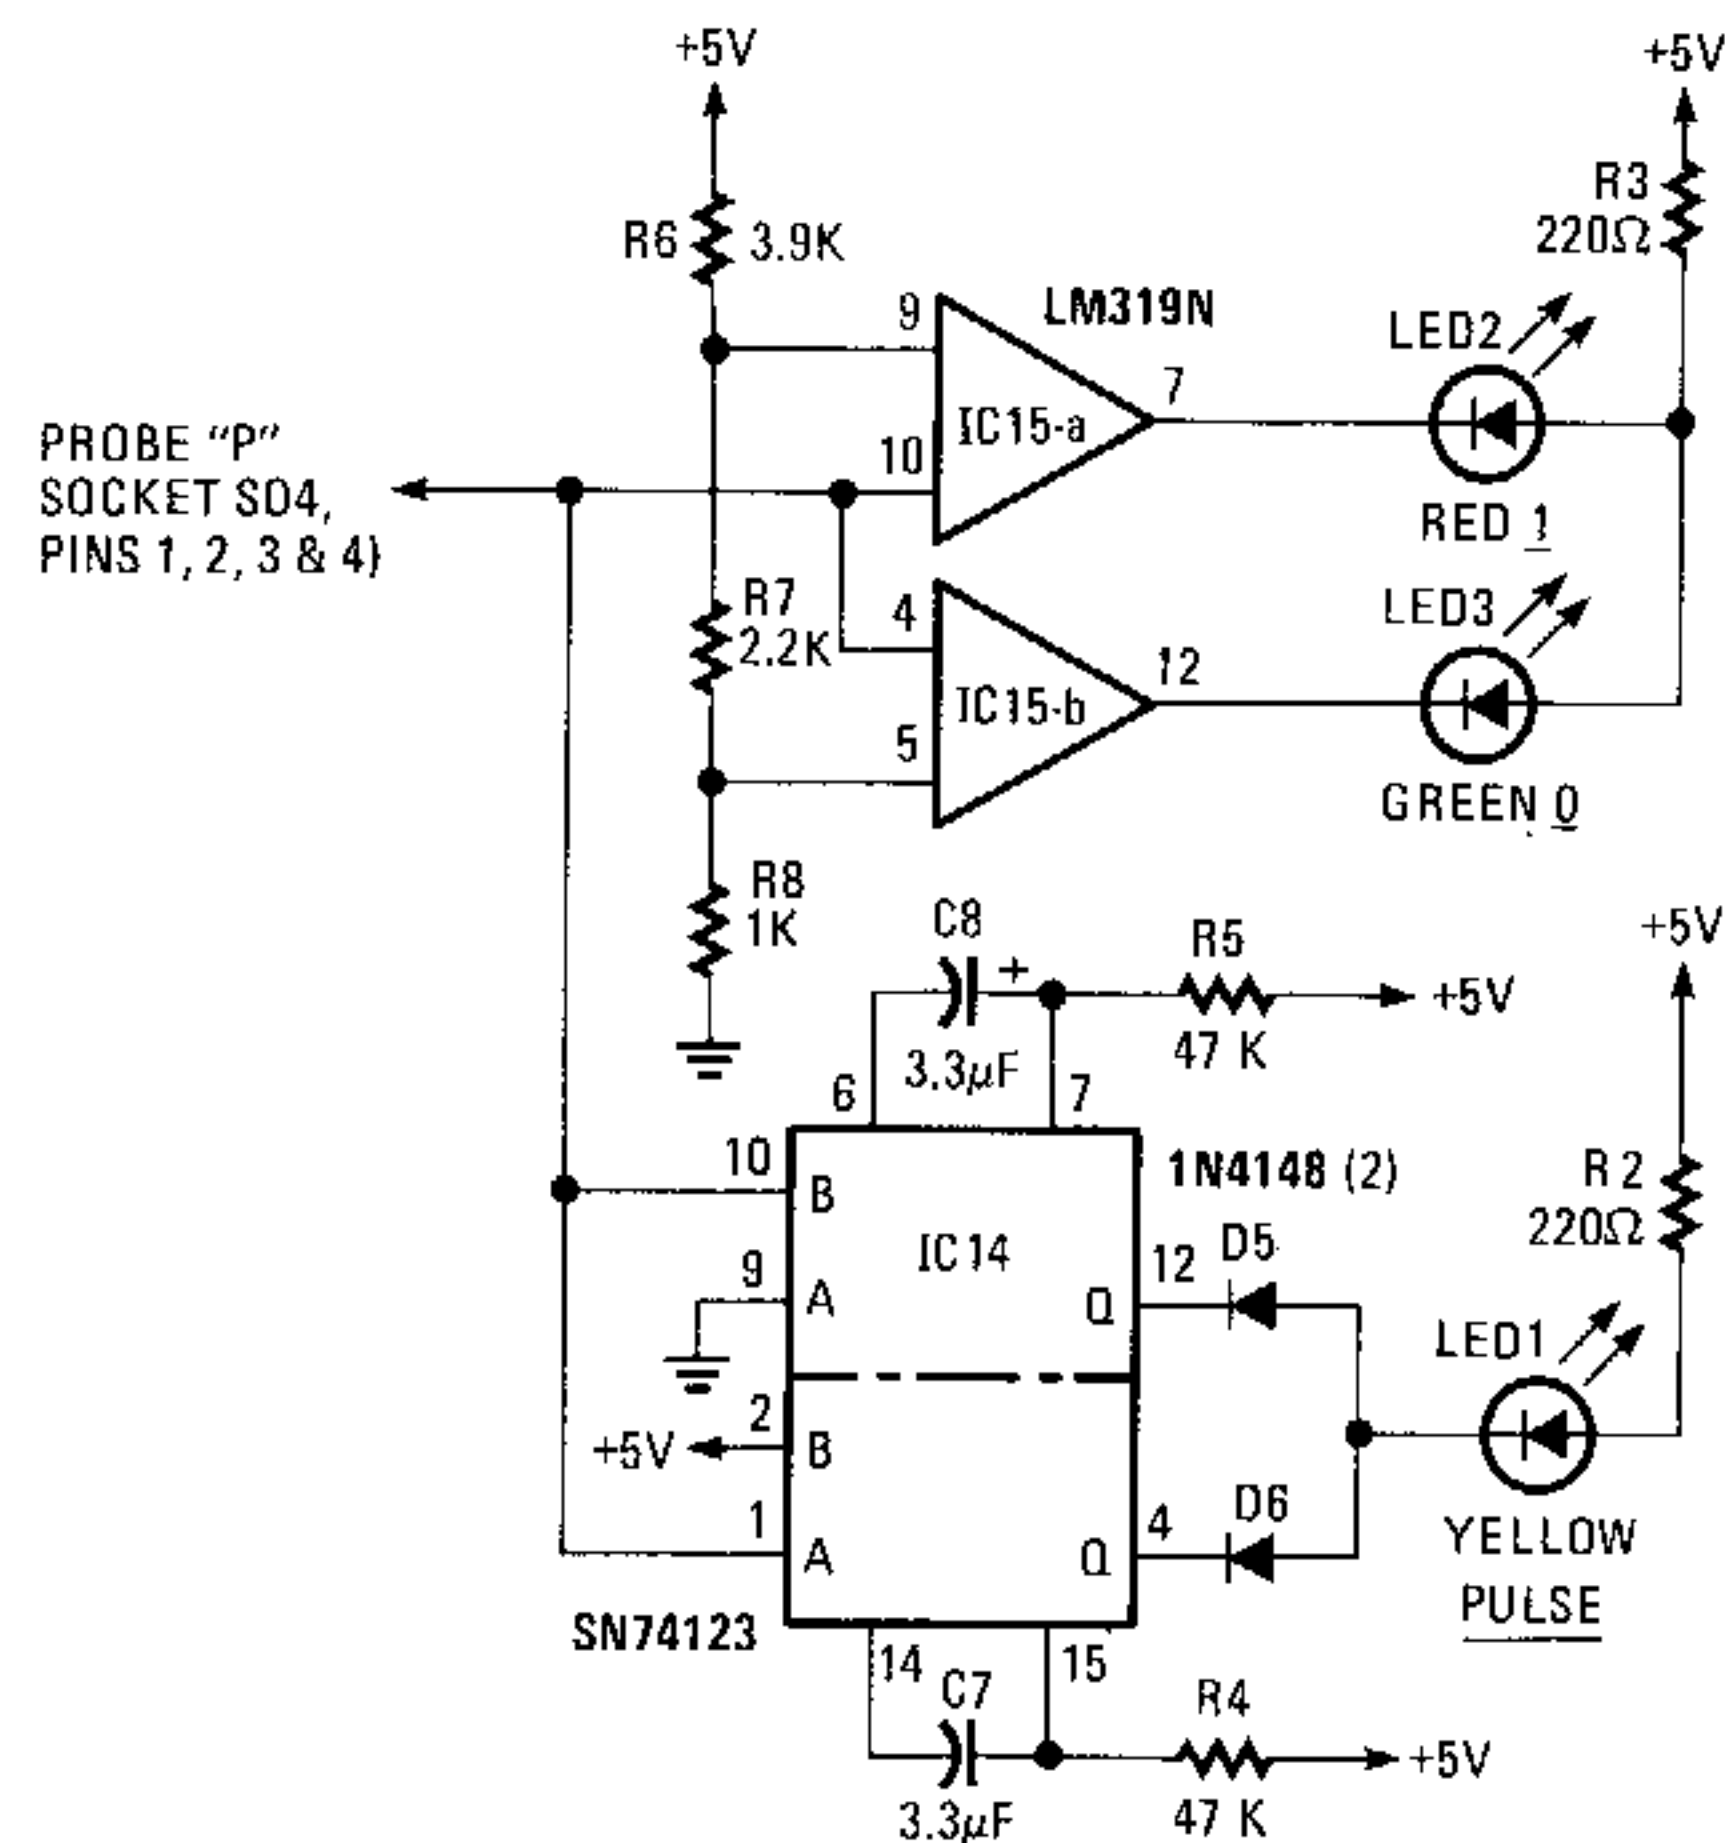 +5V
+5V
R6
3.9K
R3
220Ω
9
LM319N
7
LED2
IC15-a
10
RED 1
PROBE "P"
SOCKET SO4,
PINS 1, 2, 3 & 4)
R7
2.2K
4
12
LED3
IC15-b
5
GREEN 0
R8
1K
C8
+
3.3µF
R5
47 K
+5V
+5V
6
7
10
B
IC14
1N4148 (2)
R2
220Ω
9
A
Q
12
D5
LED1
2
+5V
B
1
A
Q
4
D6
YELLOW
PULSE
SN74123
14
15
C7
3.3µF
R4
47 K
+5V